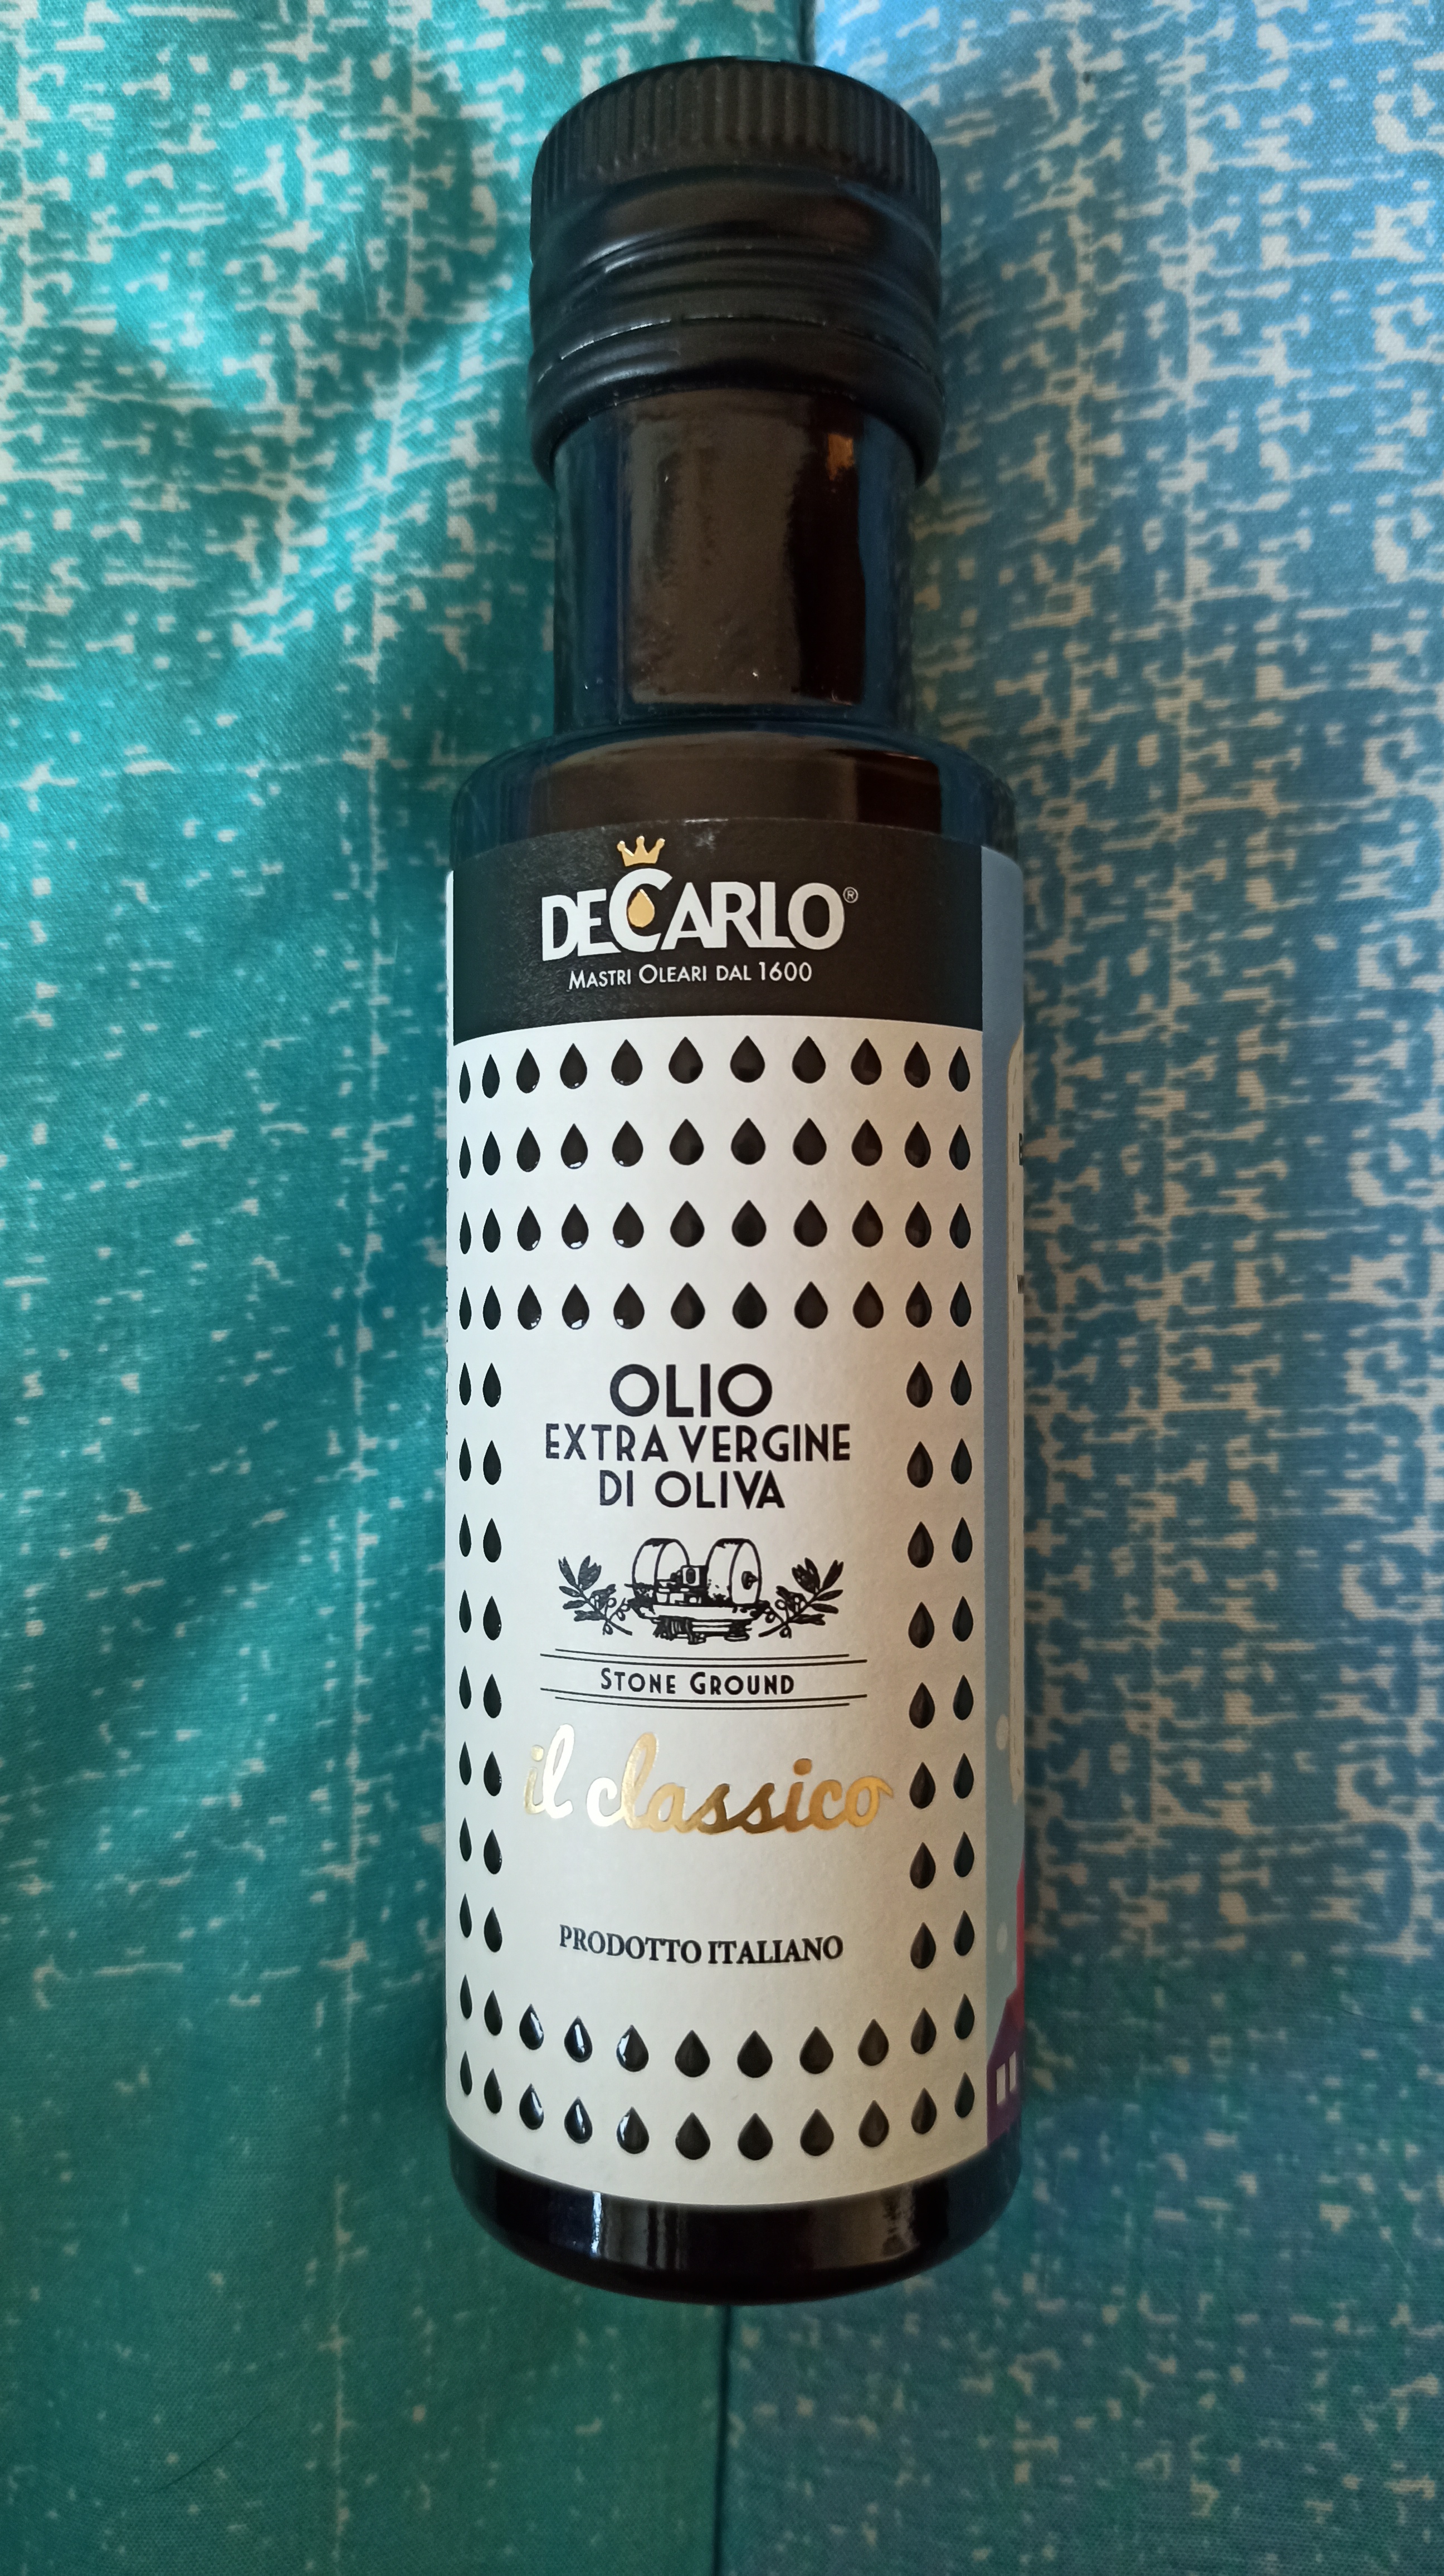 DECARLO®
MASTRI OLEARI DAL 1600
OLIO
EXTRA VERGINE
DI OLIVA
STONE GROUND
il classico
PRODOTTO ITALIANO